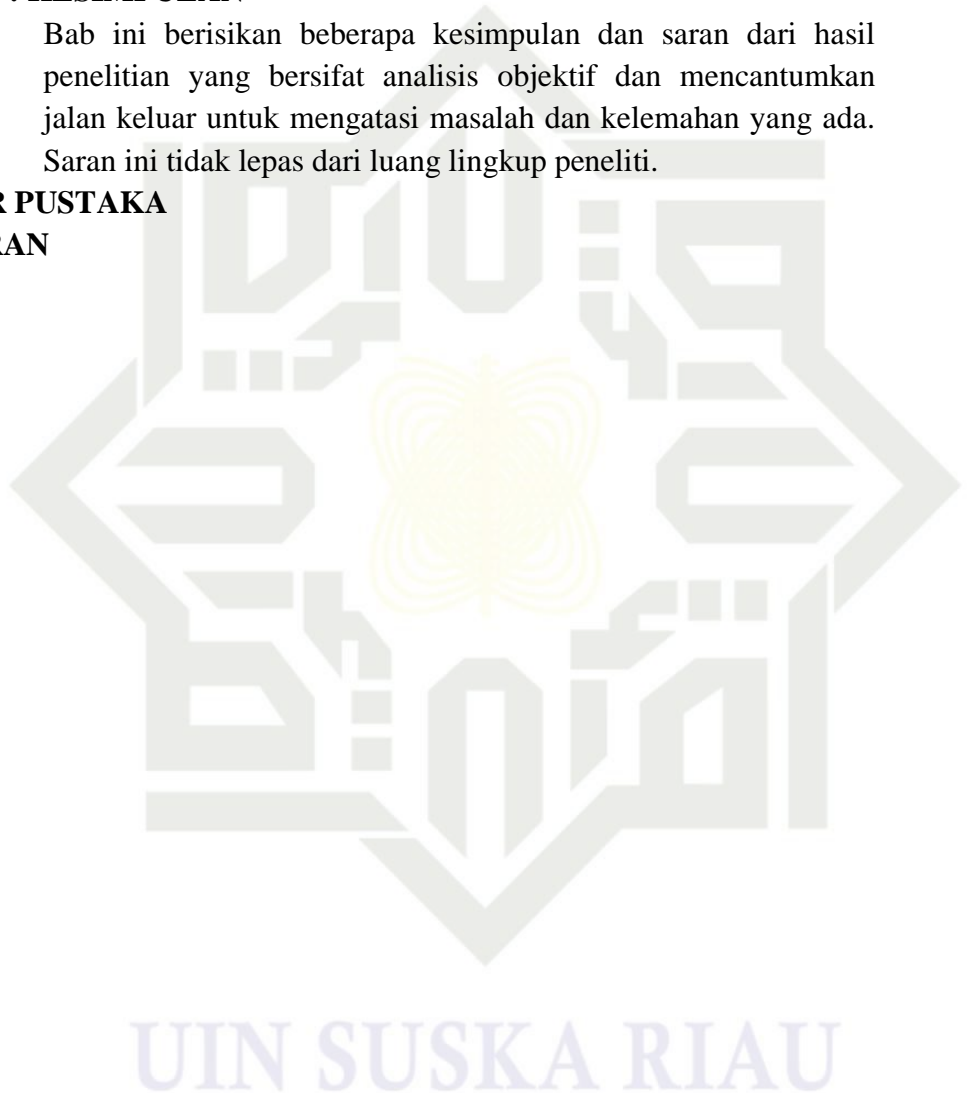 : KESIMPULAN
Bab ini berisikan beberapa kesimpulan dan saran dari hasil
penelitian yang bersifat analisis objektif dan mencantumkan
jalan keluar untuk mengatasi masalah dan kelemahan yang ada.
Saran ini tidak lepas dari luang lingkup peneliti.
R PUSTAKA
RAN
UIN SUSKA RIAU